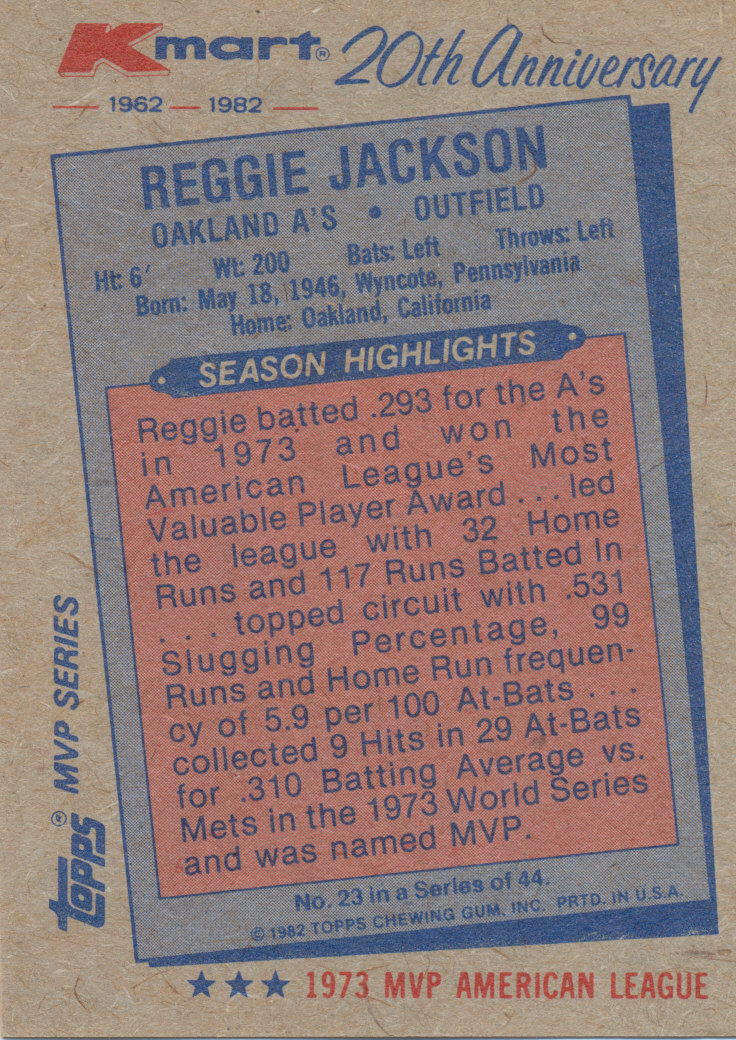 Kmart® 20th Anniversary
1962 — 1982
REGGIE JACKSON
OAKLAND A'S • OUTFIELD
Ht: 6' Wt: 200 Bats: Left Throws: Left
Born: May 18, 1946, Wyncote, Pennsylvania
Home: Oakland, California
SEASON HIGHLIGHTS
Reggie batted .293 for the A's
in 1973 and won the
American League's Most
Valuable Player Award . . . led
the league with 32 Home
Runs and 117 Runs Batted In
. . . topped circuit with .531
Slugging Percentage, 99
Runs and Home Run frequen-
cy of 5.9 per 100 At-Bats . . .
collected 9 Hits in 29 At-Bats
for .310 Batting Average vs.
Mets in the 1973 World Series
and was named MVP.
No. 23 in a Series of 44.
© 1982 TOPPS CHEWING GUM, INC. PRTD. IN U.S.A.
TOPPS® MVP SERIES
★★★ 1973 MVP AMERICAN LEAGUE